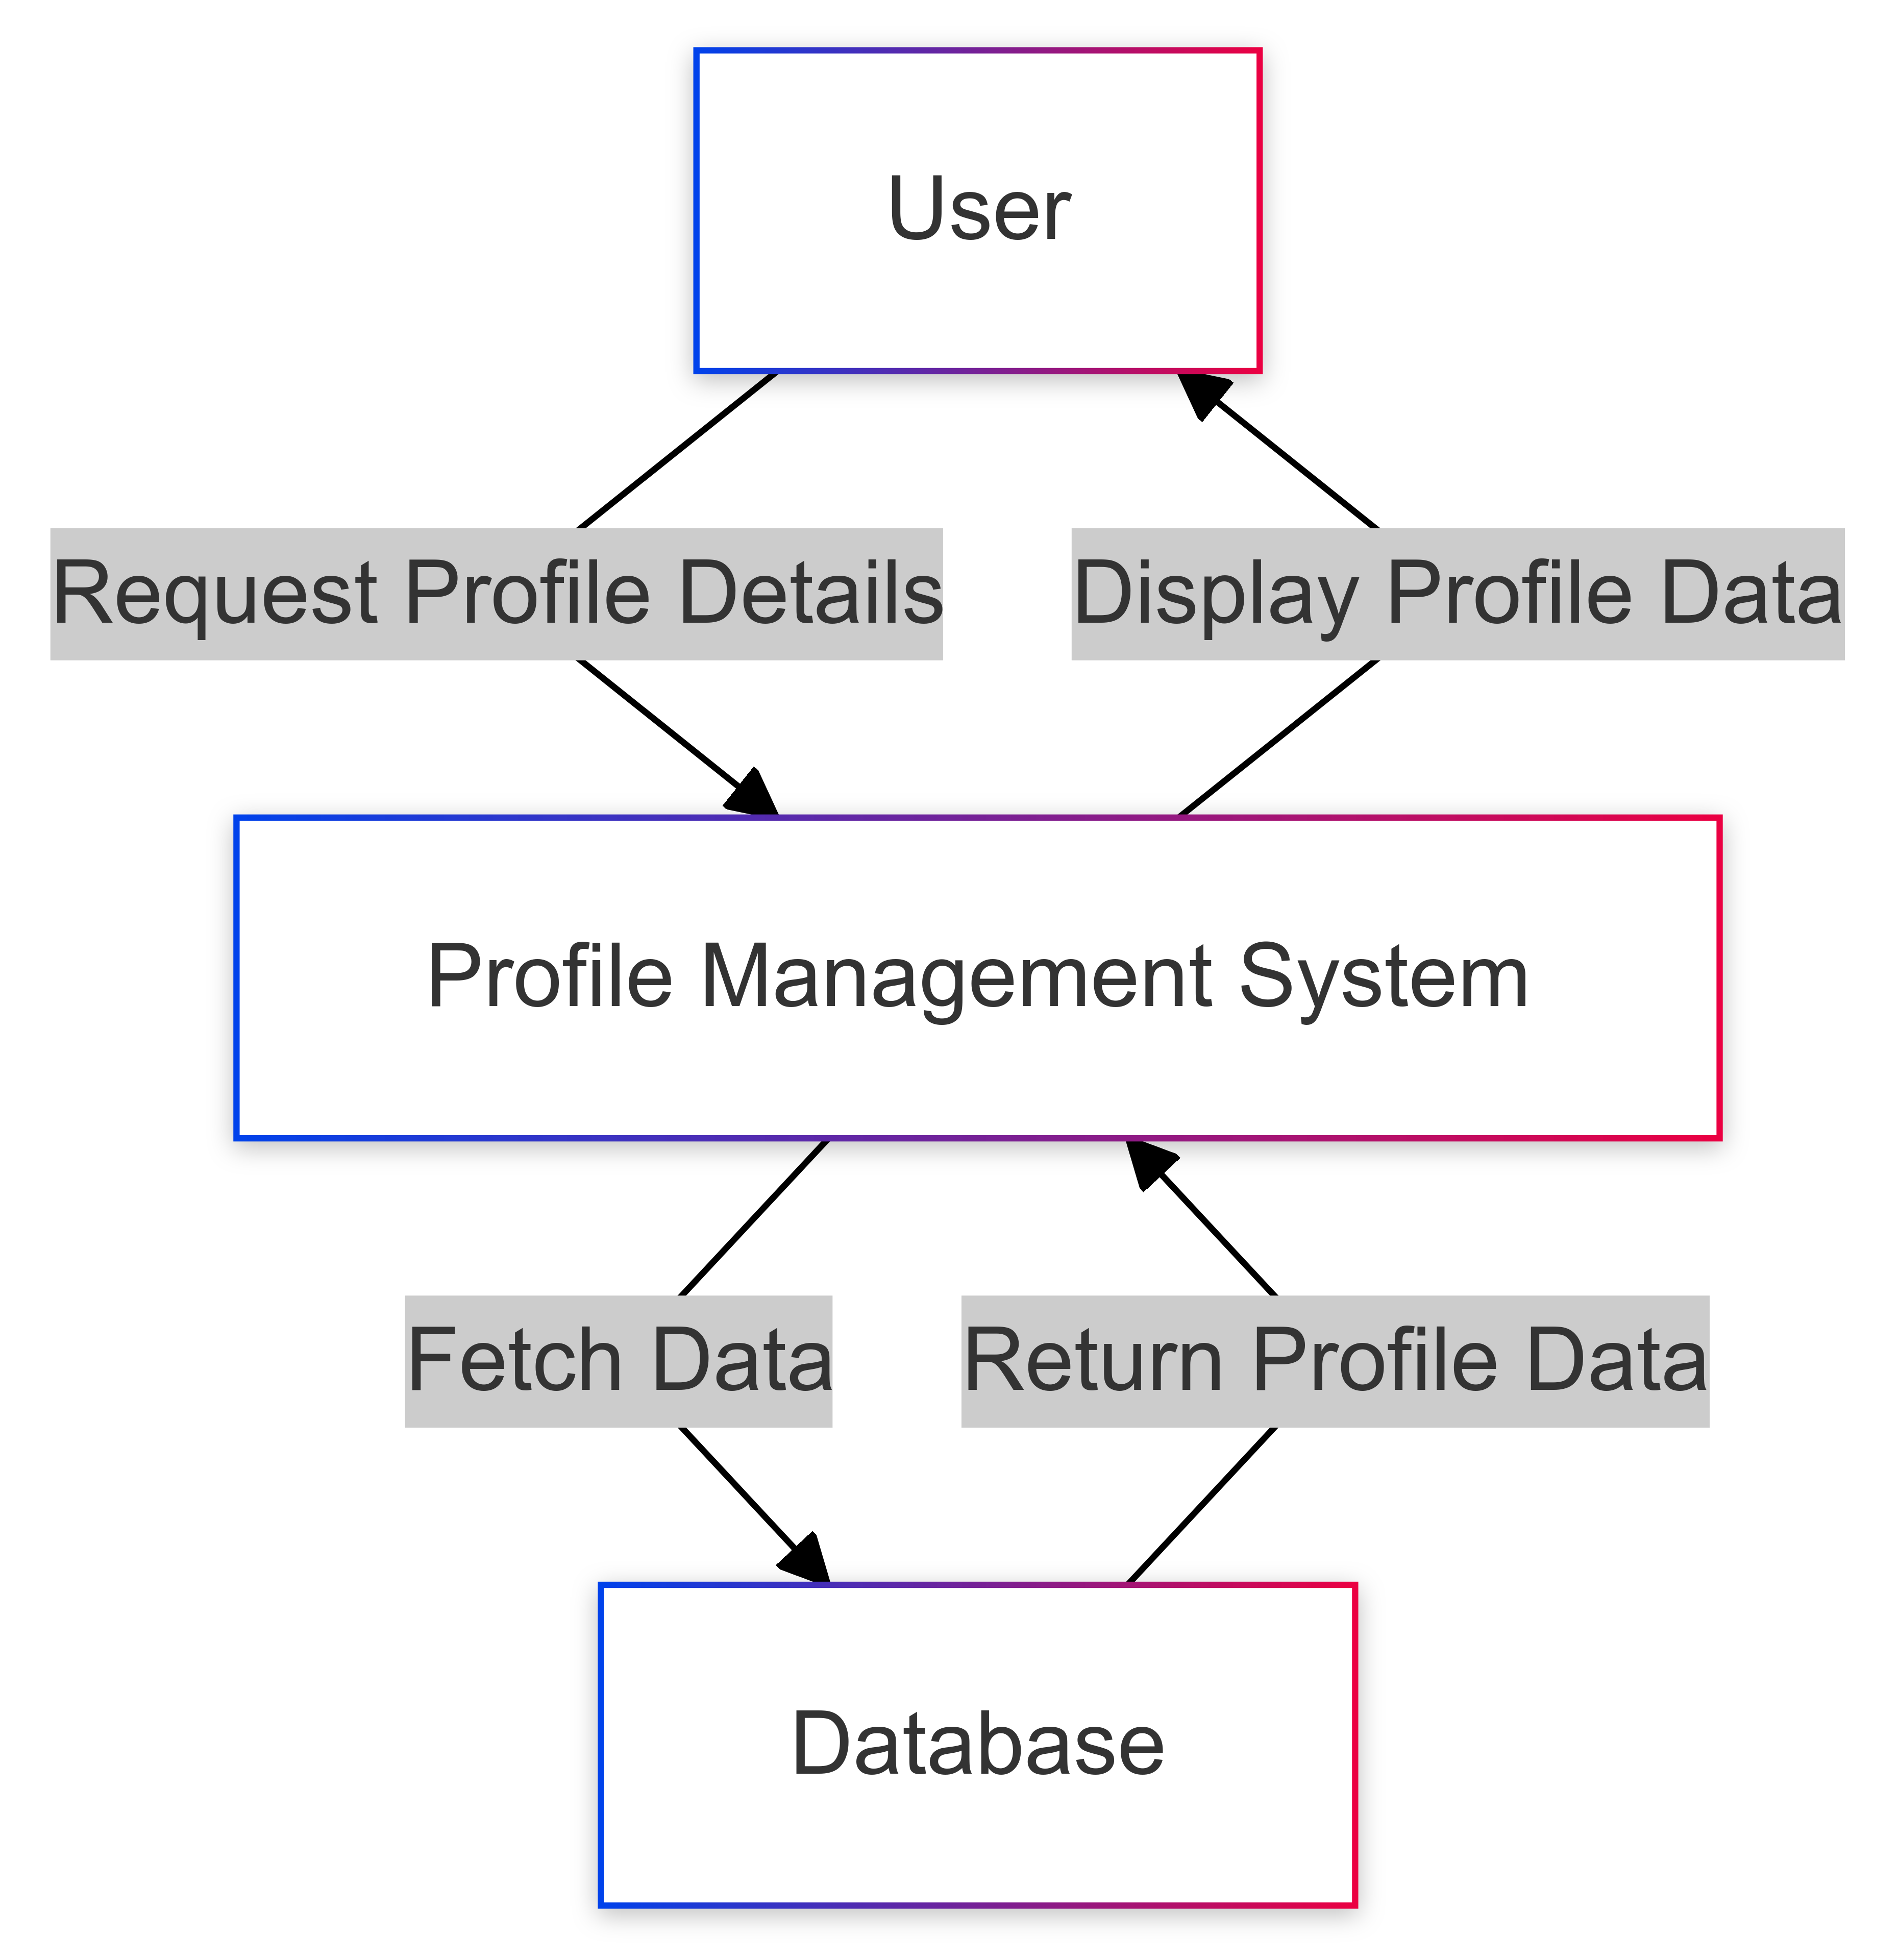 User
Request Profile Details
Display Profile Data
Profile Management System
Fetch Data
Return Profile Data
Database